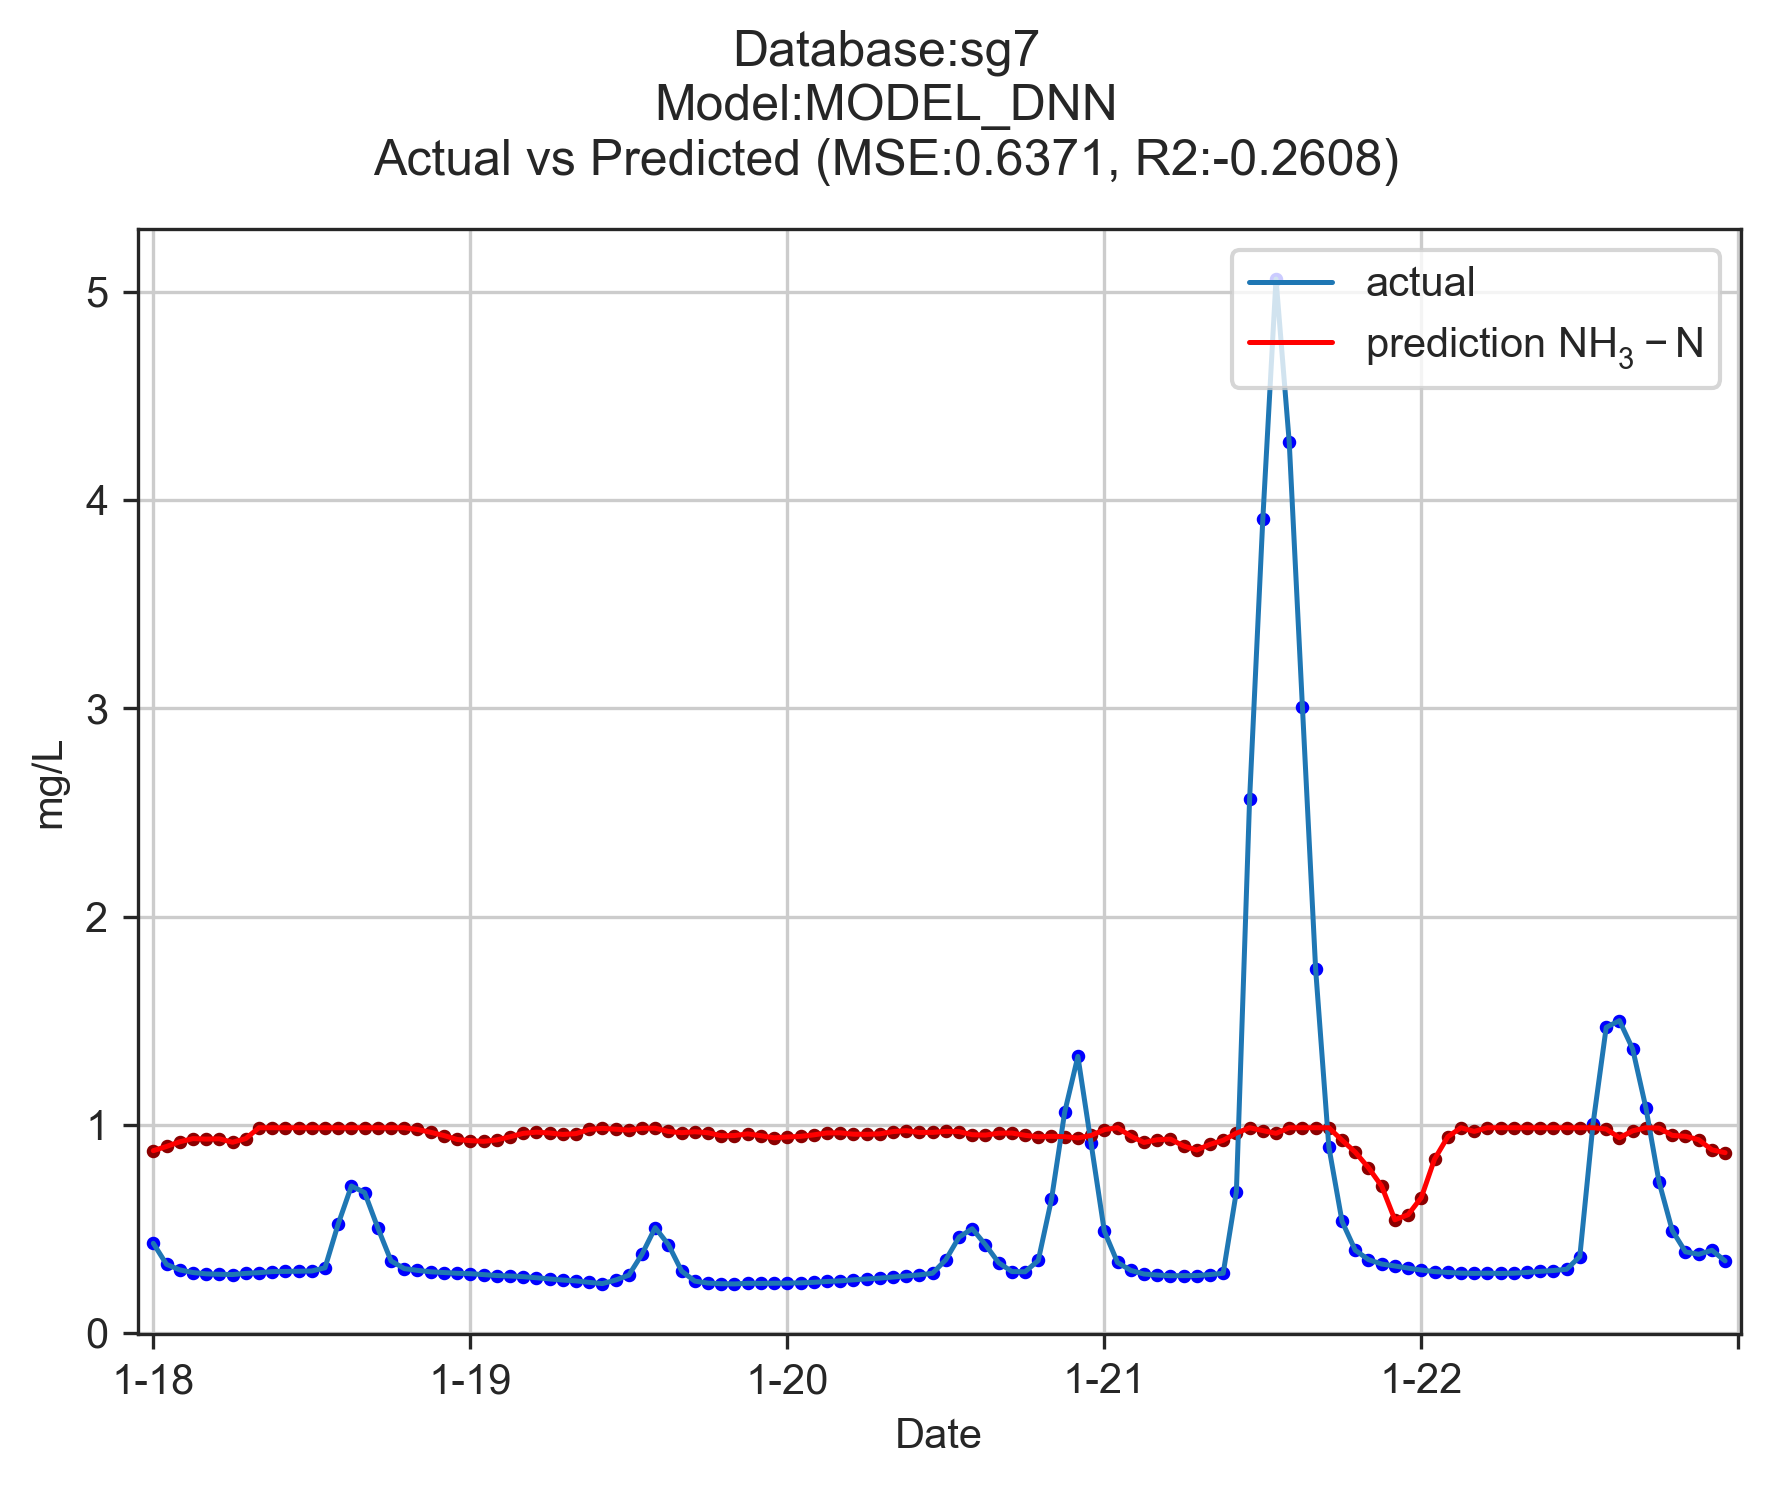 Database:sg7
Model:MODEL_DNN
Actual vs Predicted (MSE:0.6371, R2:-0.2608)
actual
prediction NH₃ − N
5
4
3
2
1
0
mg/L
1-18 1-19 1-20 1-21 1-22
Date